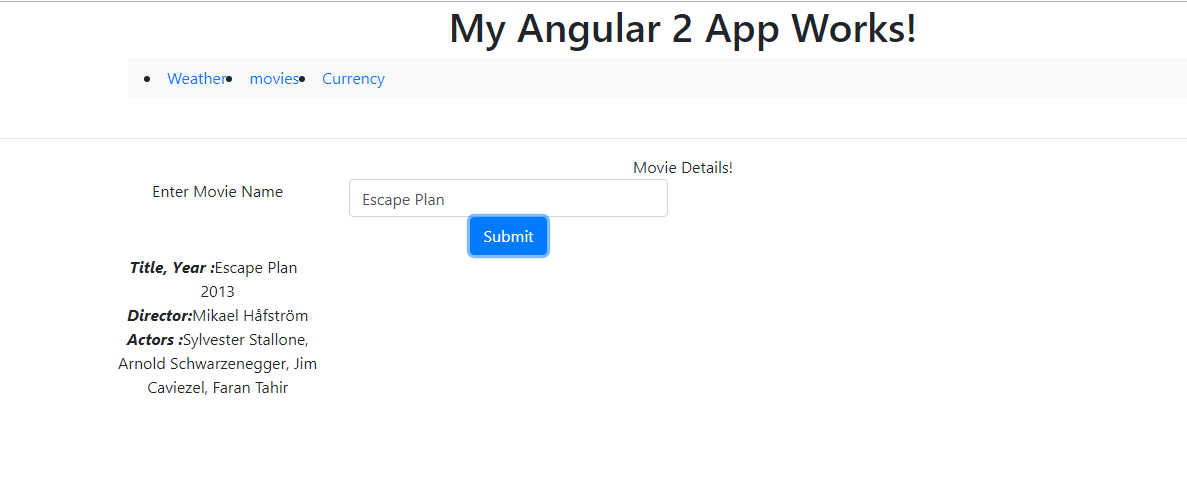 My Angular 2 App Works!
Weather movies Currency
Movie Details!
Enter Movie Name
Escape Plan
Submit
Title, Year :Escape Plan
2013
Director:Mikael Håfström
Actors :Sylvester Stallone,
Arnold Schwarzenegger, Jim
Caviezel, Faran Tahir